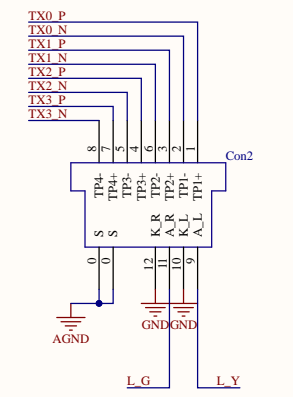 TX0_P
TX0_N
TX1_P
TX1_N
TX2_P
TX2_N
TX3_P
TX3_N
8 7 5 4 6 3 2 1
Con2
TP4- TP4+ TP3- TP3+ TP2- TP2+ TP1- TP1+
S S K_R A_R K_L A_L
0 0 12 11 10 9
GND GND
AGND
L_G L_Y